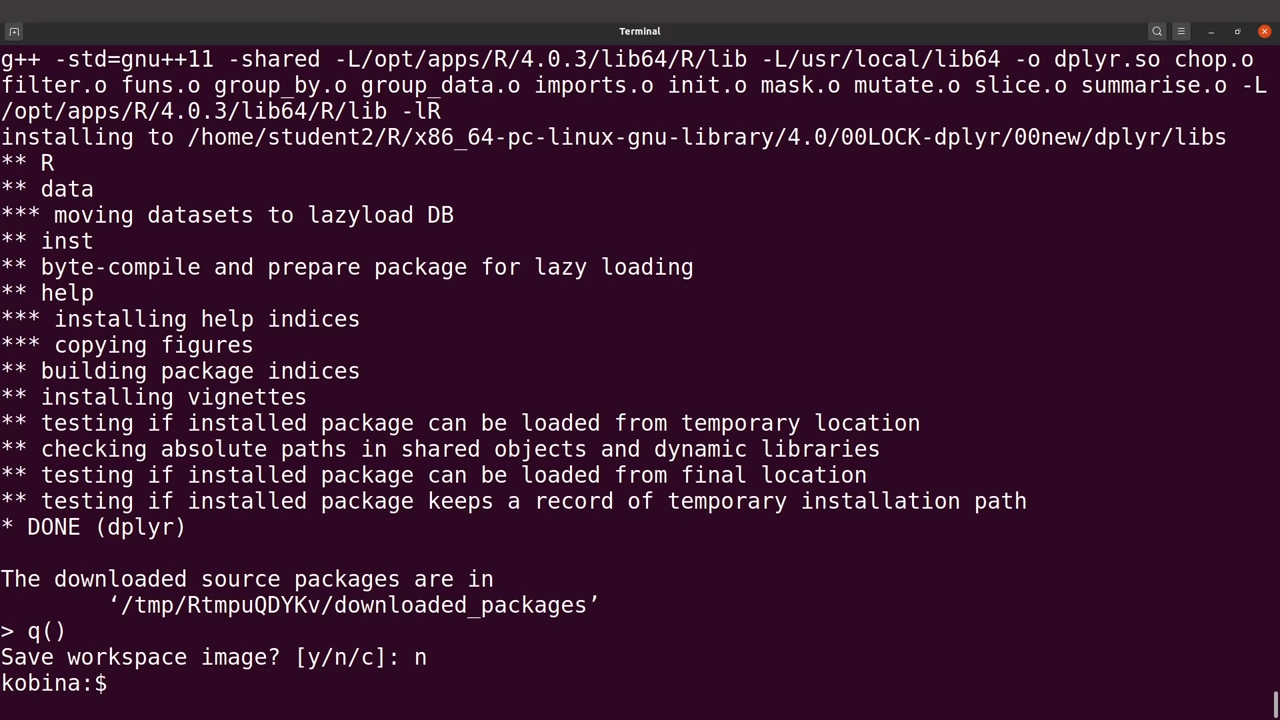 Terminal
g++ -std=gnu++11 -shared -L/opt/apps/R/4.0.3/lib64/R/lib -L/usr/local/lib64 -o dplyr.so chop.o
filter.o funs.o group_by.o group_data.o imports.o init.o mask.o mutate.o slice.o summarise.o -L
/opt/apps/R/4.0.3/lib64/R/lib -lR
installing to /home/student2/R/x86_64-pc-linux-gnu-library/4.0/00LOCK-dplyr/00new/dplyr/libs
** R
** data
*** moving datasets to lazyload DB
** inst
** byte-compile and prepare package for lazy loading
** help
*** installing help indices
*** copying figures
** building package indices
** installing vignettes
** testing if installed package can be loaded from temporary location
** checking absolute paths in shared objects and dynamic libraries
** testing if installed package can be loaded from final location
** testing if installed package keeps a record of temporary installation path
* DONE (dplyr)
The downloaded source packages are in
‘/tmp/RtmpuQDYKv/downloaded_packages’
> q()
Save workspace image? [y/n/c]: n
kobina:$